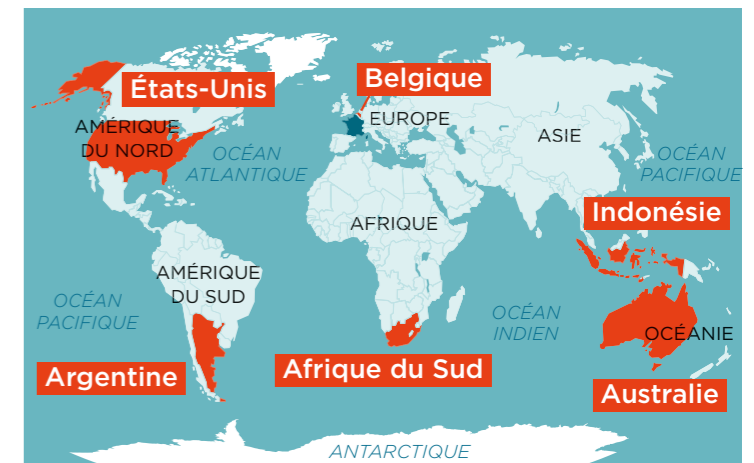 Belgique
États-Unis
EUROPE
AMÉRIQUE
DU NORD
ASIE
OCÉAN
ATLANTIQUE
OCÉAN
PACIFIQUE
Indonésie
AFRIQUE
AMÉRIQUE
DU SUD
OCÉAN
PACIFIQUE
OCÉAN
INDIEN
OCÉANIE
Afrique du Sud
Argentine
Australie
ANTARCTIQUE